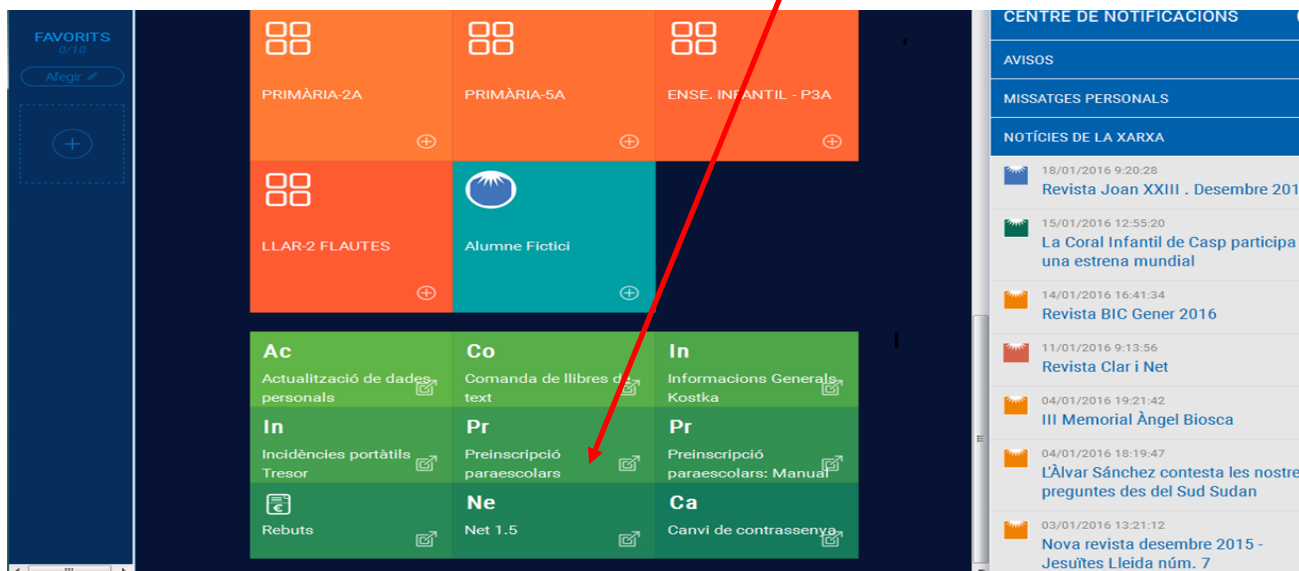 FAVORITS
0/10
Afegir
PRIMÀRIA-2A
PRIMÀRIA-5A
ENSE. INFANTIL - P3A
LLAR-2 FLAUTES
Alumne Fictici
Ac
Actualització de dades
personals
Co
Comanda de llibres de
text
In
Informacions Generals
Kostka
In
Incidències portàtils
Tresor
Pr
Preinscripció
paraescolars
Pr
Preinscripció
paraescolars: Manual
Rebuts
Ne
Net 1.5
Ca
Canvi de contrassenya
CENTRE DE NOTIFICACIONS
AVISOS
MISSATGES PERSONALS
NOTÍCIES DE LA XARXA
18/01/2016 9:20:28
Revista Joan XXIII . Desembre 201
15/01/2016 12:55:20
La Coral Infantil de Casp participa
una estrena mundial
14/01/2016 16:41:34
Revista BIC Gener 2016
11/01/2016 9:13:56
Revista Clar i Net
04/01/2016 19:21:42
III Memorial Àngel Biosca
04/01/2016 18:19:47
L'Àlvar Sánchez contesta les nostre
preguntes des del Sud Sudan
03/01/2016 13:21:12
Nova revista desembre 2015 -
Jesuïtes Lleida núm. 7